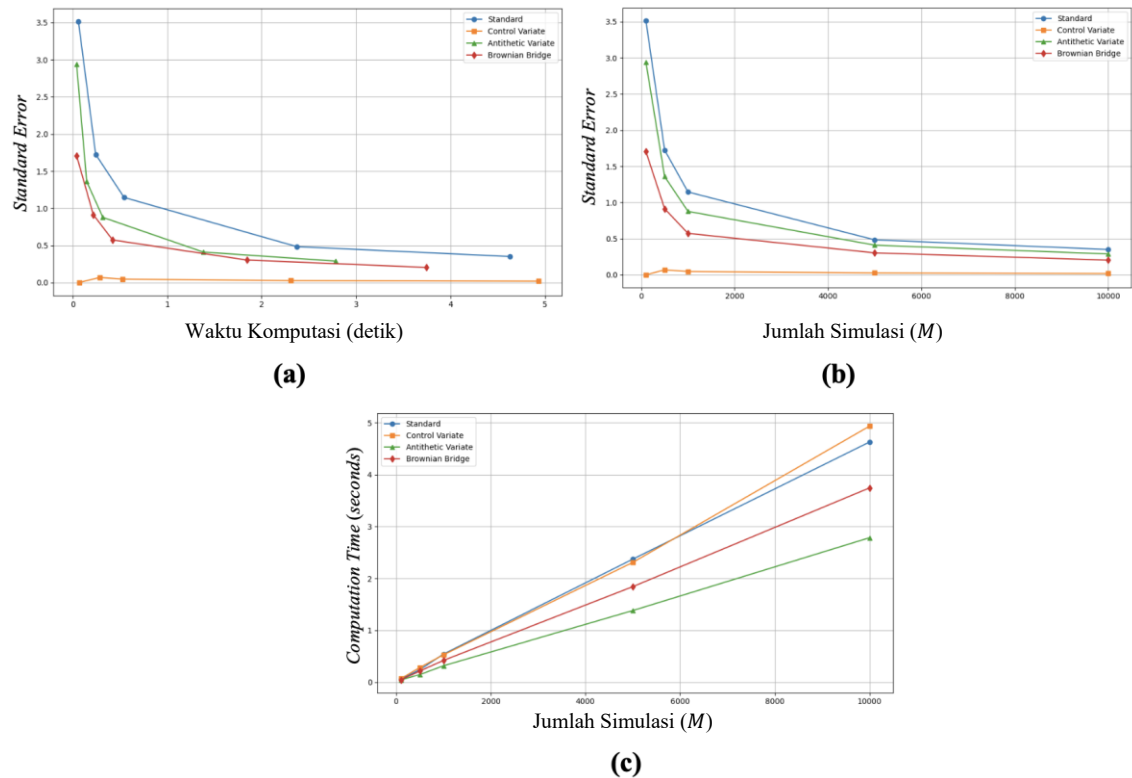 Standard
Control Variate
Antithetic Variate
Brownian Bridge
3.5
3.0
2.5
2.0
1.5
1.0
0.5
0.0
Standard Error
0
1
2
3
4
5
Waktu Komputasi (detik)
(a)
Standard
Control Variate
Antithetic Variate
Brownian Bridge
3.5
3.0
2.5
2.0
1.5
1.0
0.5
0.0
Standard Error
0
2000
4000
6000
8000
10000
Jumlah Simulasi (M)
(b)
Standard
Control Variate
Antithetic Variate
Brownian Bridge
5
4
3
2
1
0
Computation Time (seconds)
0
2000
4000
6000
8000
10000
Jumlah Simulasi (M)
(c)